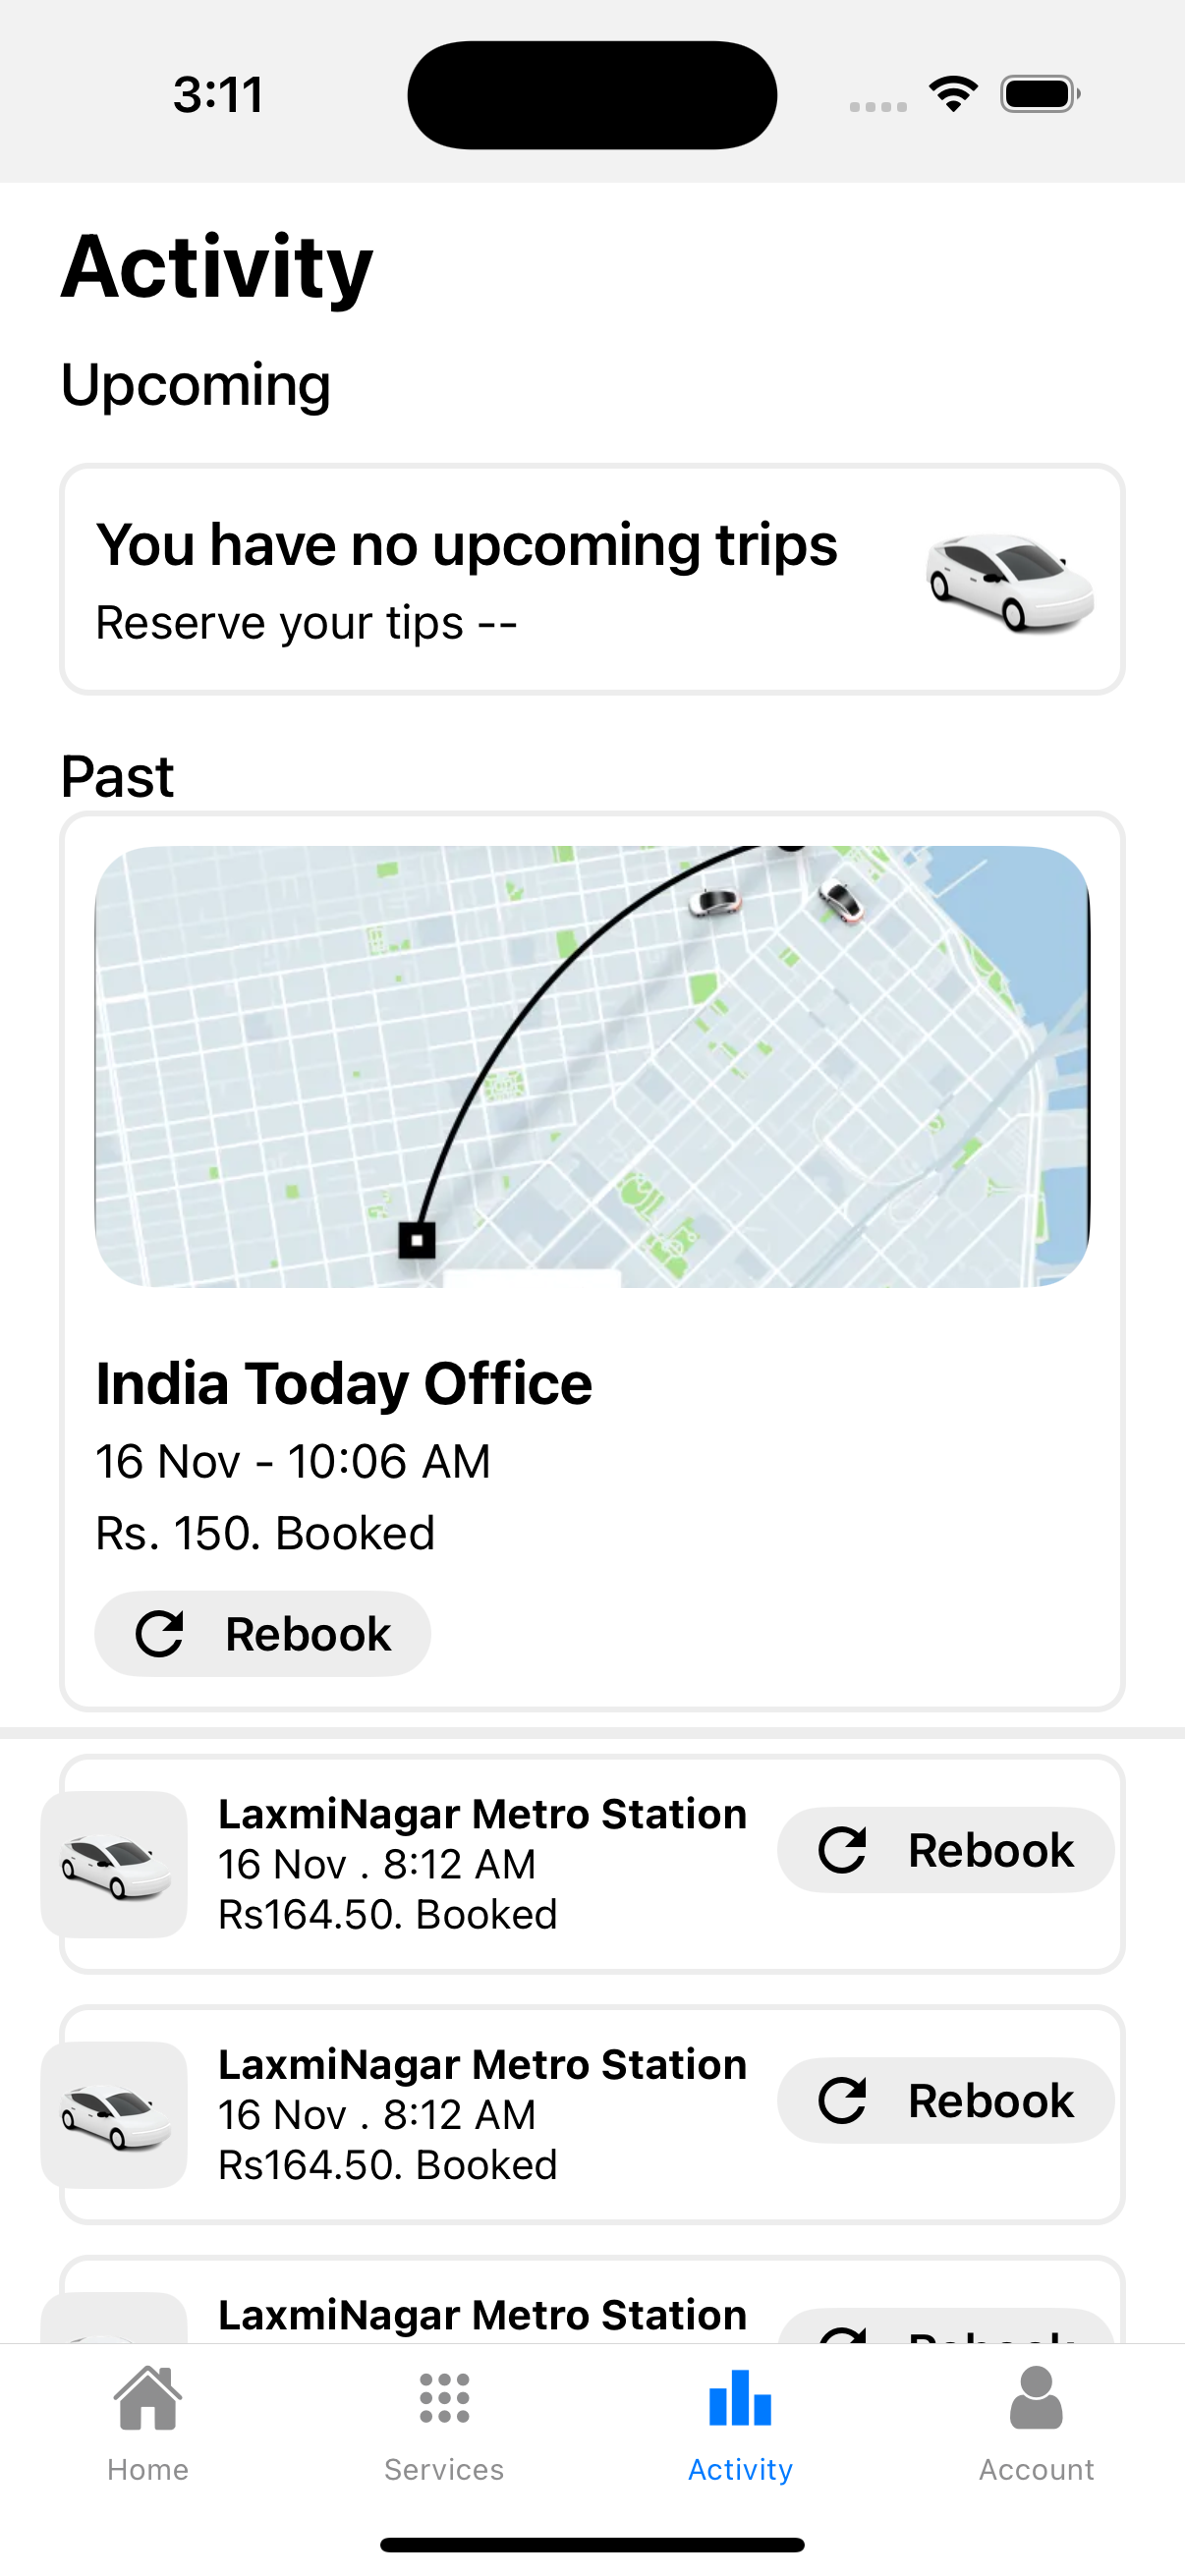 3:11
Activity
Upcoming
You have no upcoming trips
Reserve your tips --
Past
India Today Office
16 Nov - 10:06 AM
Rs. 150. Booked
Rebook
LaxmiNagar Metro Station
16 Nov . 8:12 AM
Rs164.50. Booked
Rebook
LaxmiNagar Metro Station
16 Nov . 8:12 AM
Rs164.50. Booked
Rebook
LaxmiNagar Metro Station
Rebook
Home
Services
Activity
Account